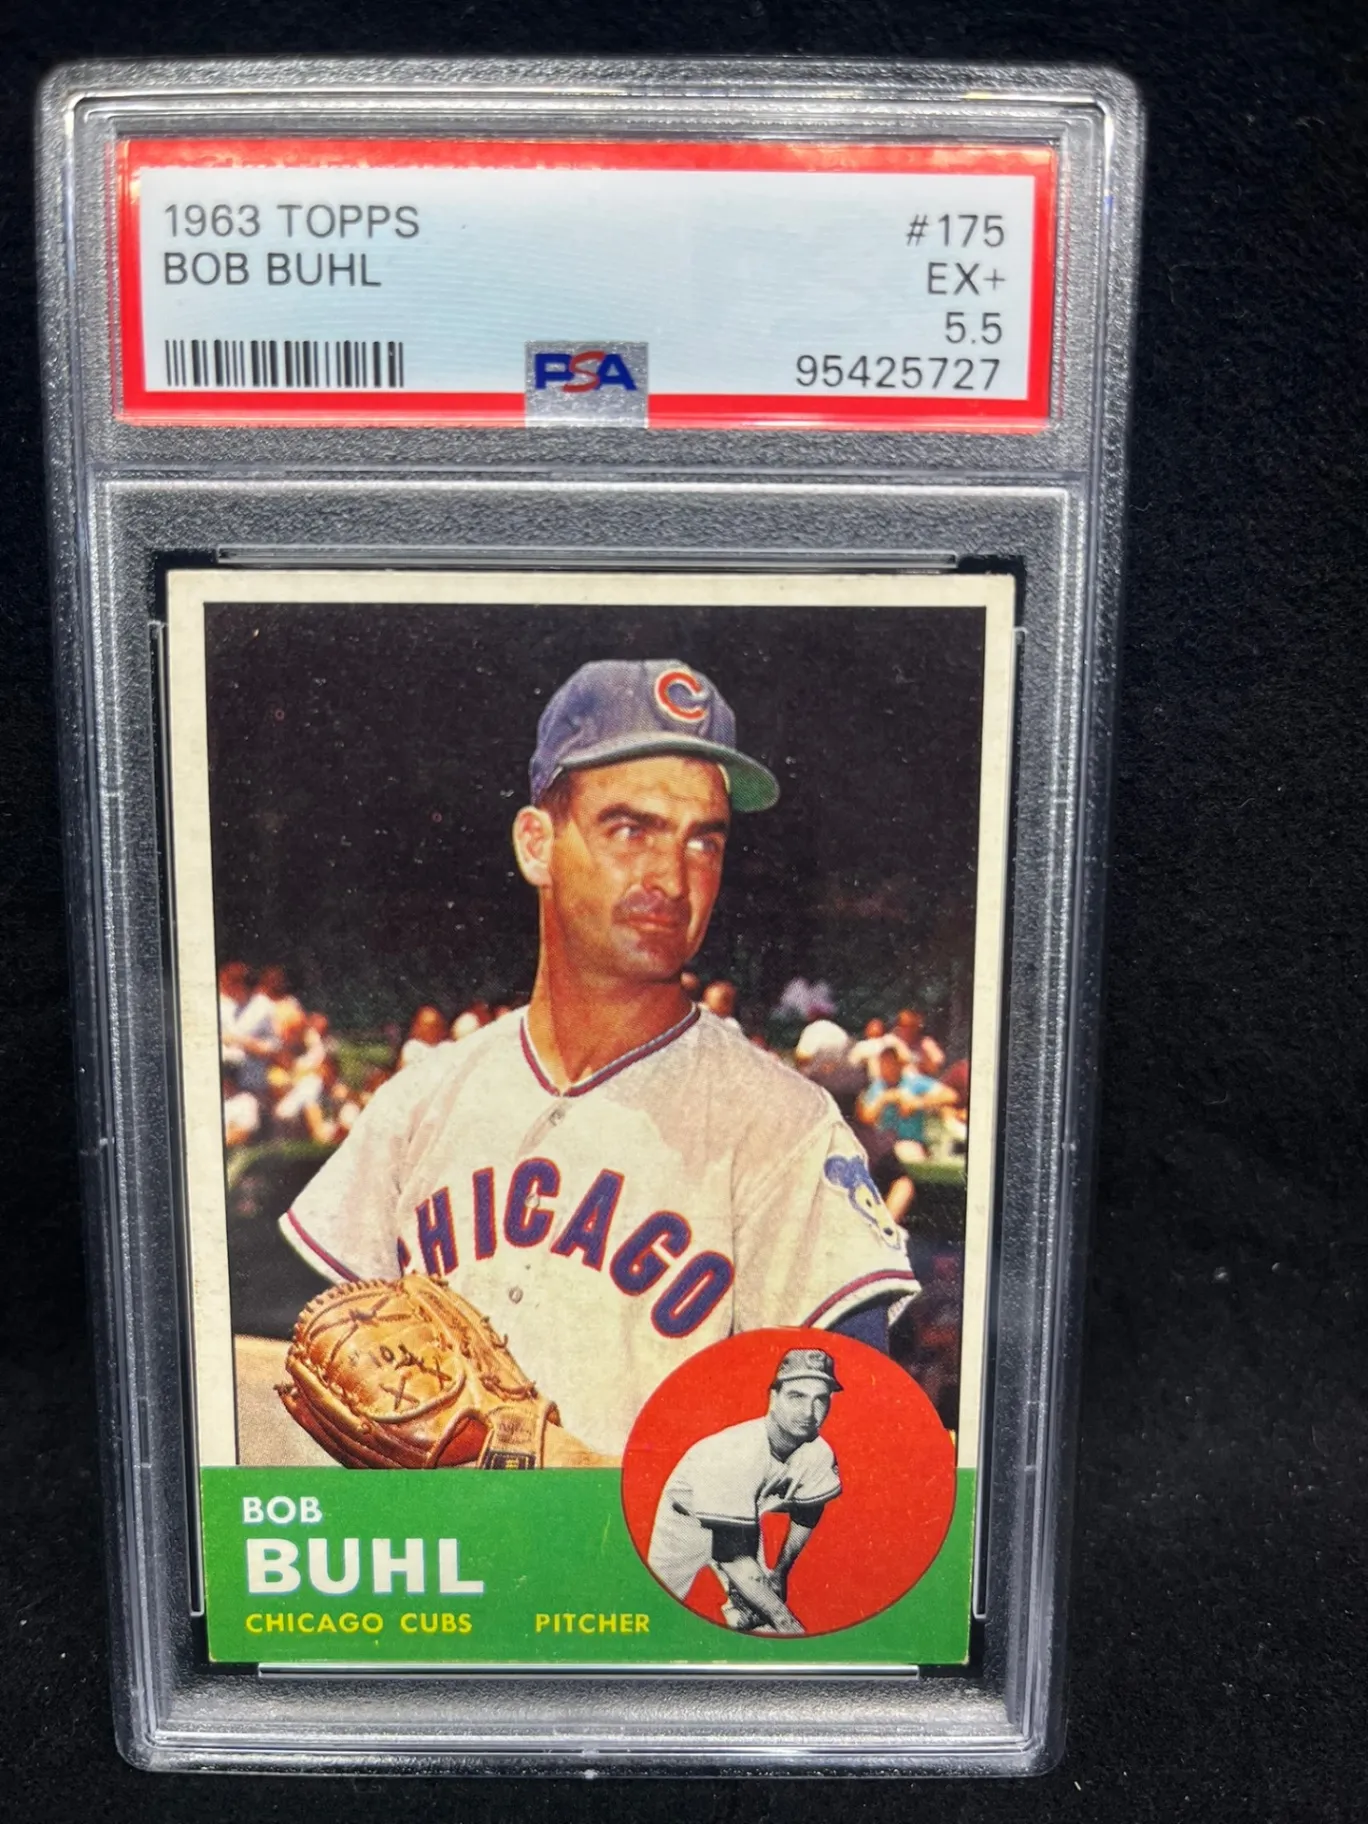 1963 TOPPS
#175
BOB BUHL
EX+
5.5
PSA
95425727
C
CHICAGO
BOB
BUHL
CHICAGO CUBS PITCHER